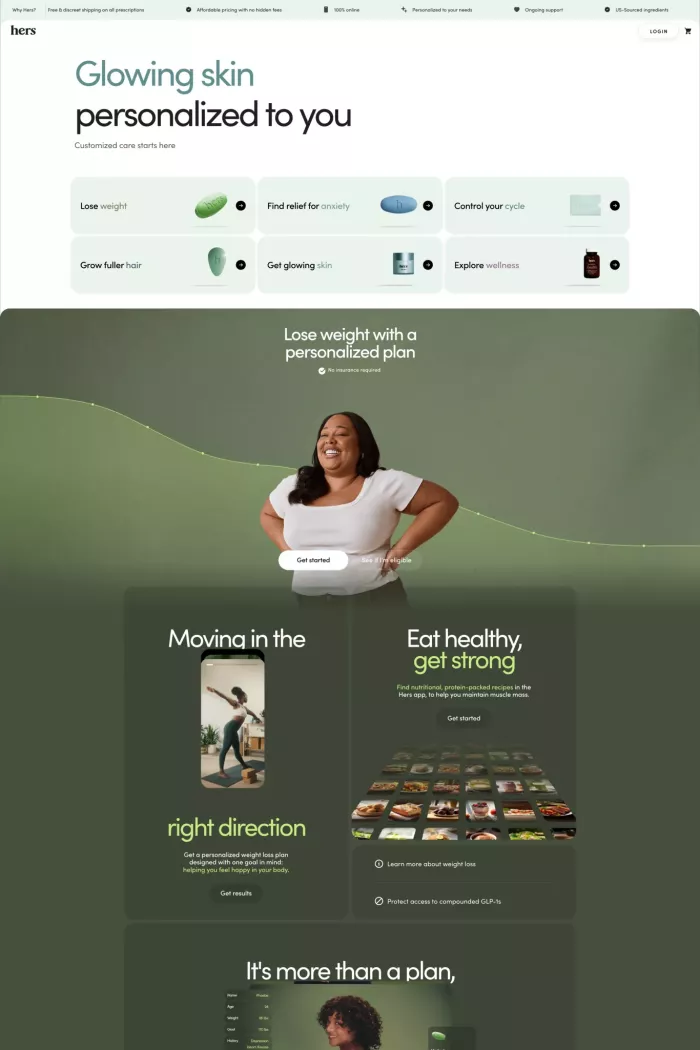 Why Hers?
Free & discreet shipping on all prescriptions
Affordable pricing with no hidden fees
100% online
Personalized to your needs
Ongoing support
US-Sourced ingredients
hers
LOGIN
Glowing skin
personalized to you
Customized care starts here
Lose weight
Find relief for anxiety
Control your cycle
Grow fuller hair
Get glowing skin
Explore wellness
Lose weight with a
personalized plan
No insurance required
Get started
See if I'm eligible
Moving in the
right direction
Get a personalized weight loss plan
designed with one goal in mind:
helping you feel happy in your body.
Get results
Eat healthy,
get strong
Find nutritional, protein-packed recipes in the
Hers app, to help you maintain muscle mass.
Get started
Learn more about weight loss
Protect access to compounded GLP-1s
It's more than a plan,
Age
Weight
Goal
History
Depression